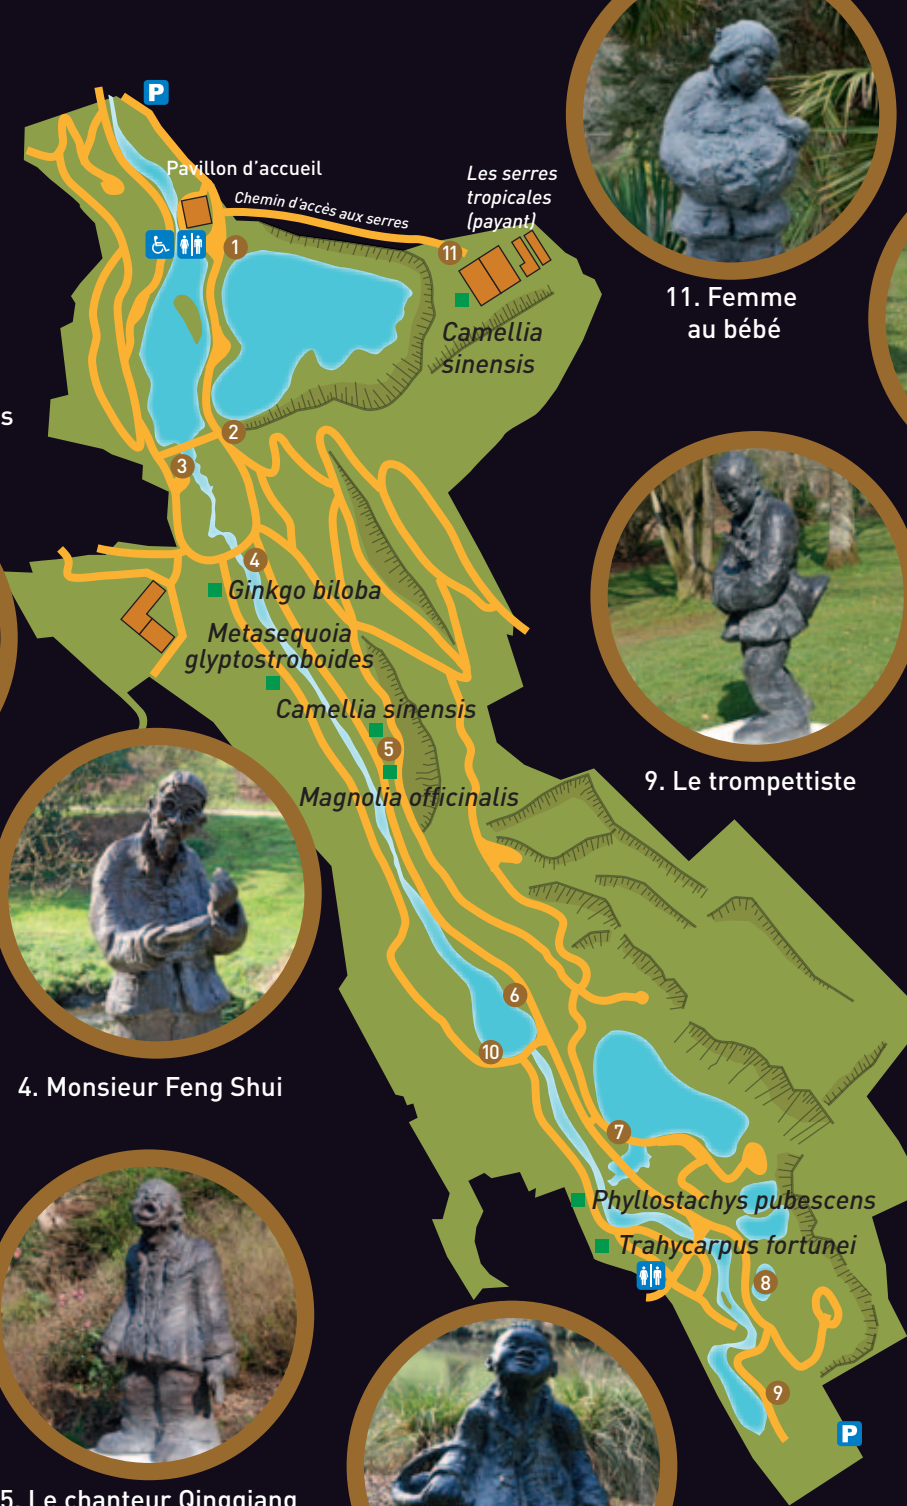 P
Pavillon d'accueil
Chemin d'accès aux serres
Les serres
tropicales
(payant)
1
11
Camellia
sinensis
11. Femme
au bébé
s
2
3
4
Ginkgo biloba
Metasequoia
glyptostroboides
Camellia sinensis
5
Magnolia officinalis
9. Le trompettiste
4. Monsieur Feng Shui
6
10
7
Phyllostachys pubescens
Trahycarpus fortunei
8
9
P
5. Le chanteur Qingqiang